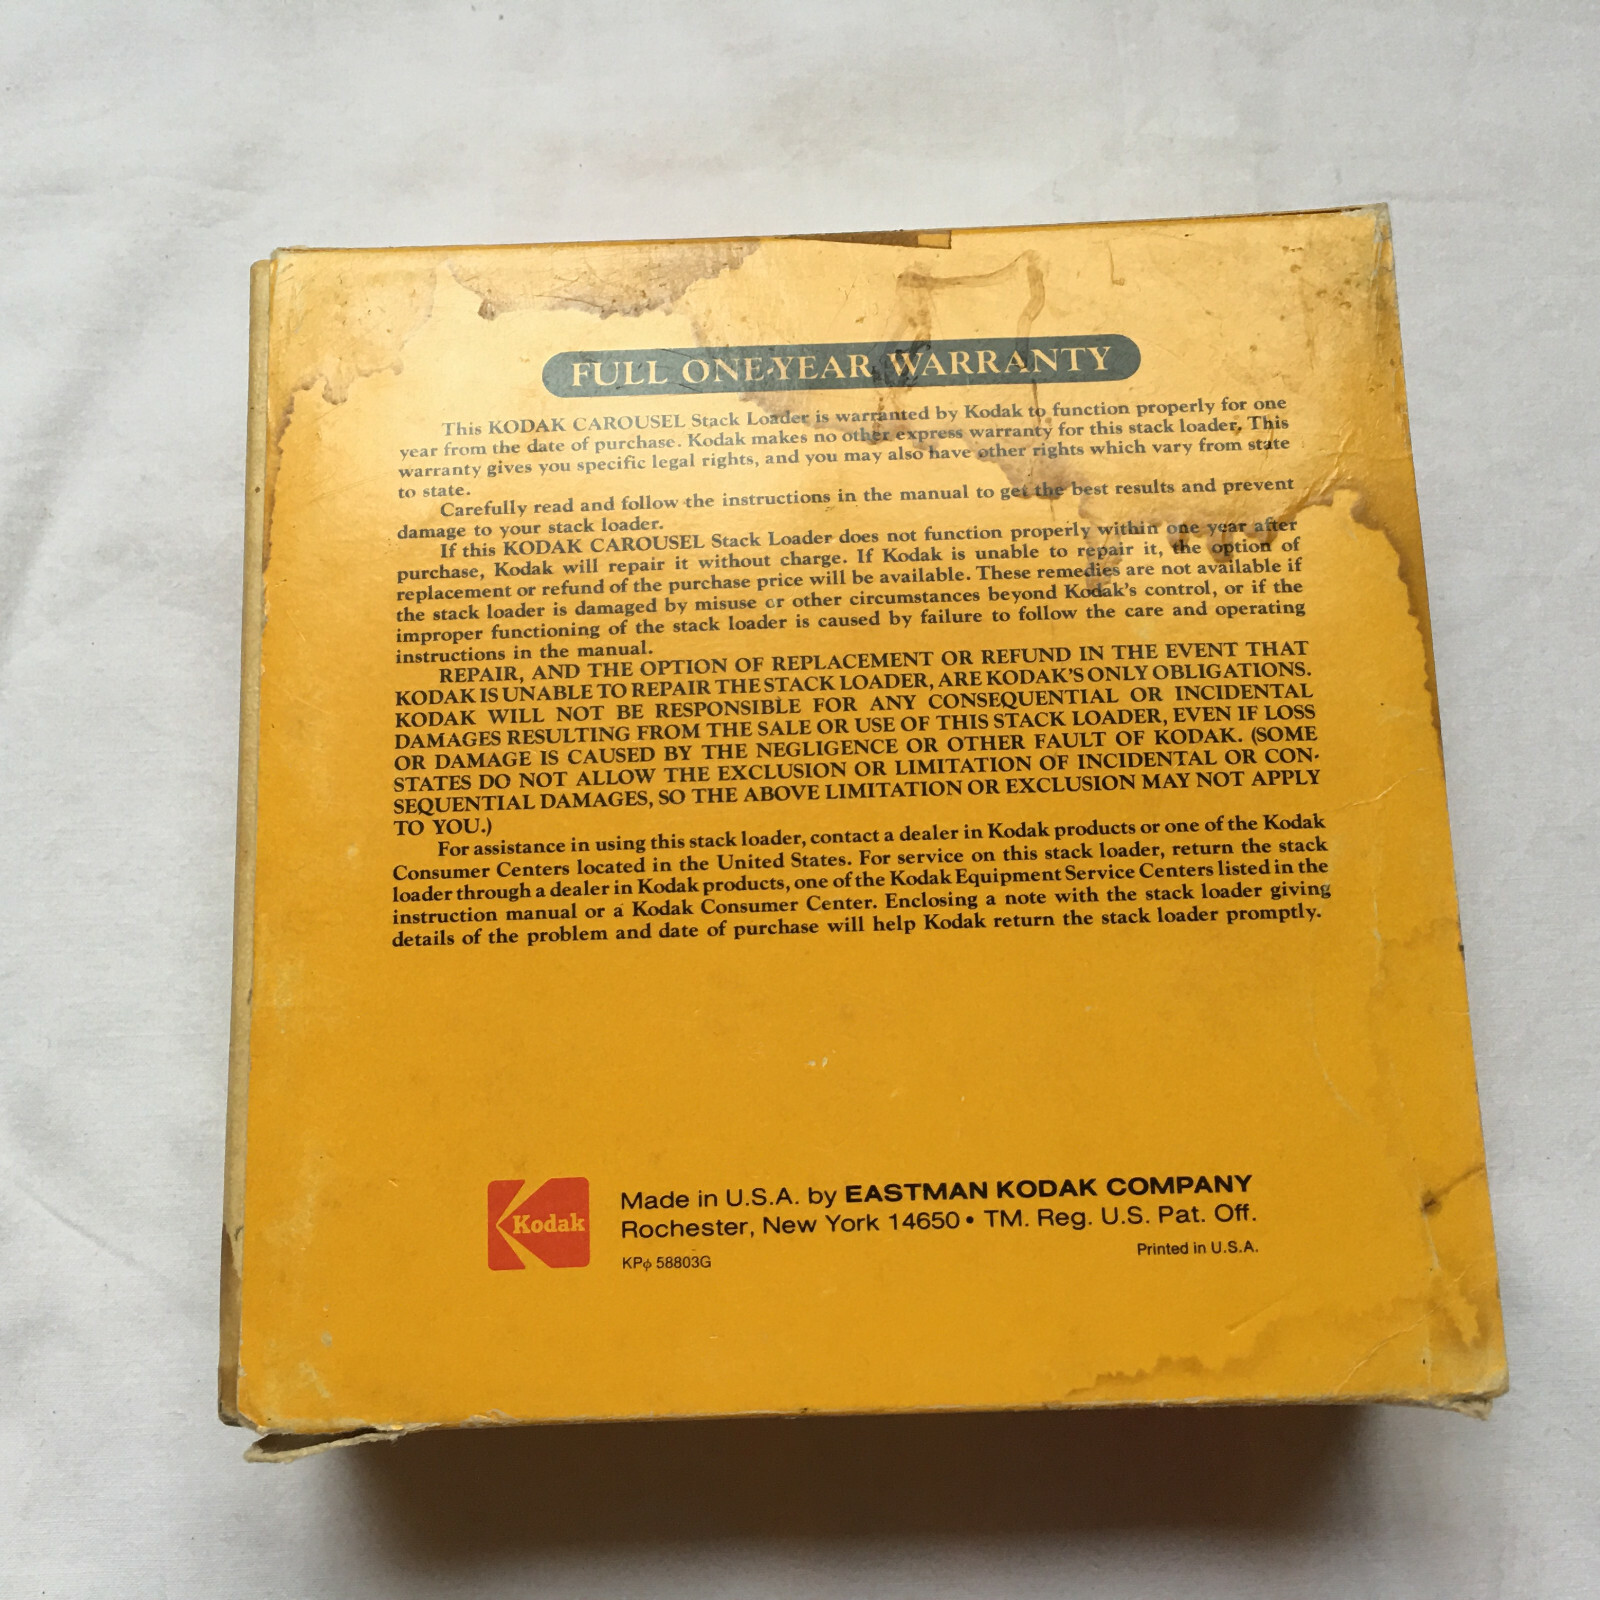 FULL ONE-YEAR WARRANTY
This KODAK CAROUSEL Stack Loader is warranted by Kodak to function properly for one
year from the date of purchase. Kodak makes no other express warranty for this stack loader. This
warranty gives you specific legal rights, and you may also have other rights which vary from state
to state.
Carefully read and follow the instructions in the manual to get the best results and prevent
damage to your stack loader.
If this KODAK CAROUSEL Stack Loader does not function properly within one year after
purchase, Kodak will repair it without charge. If Kodak is unable to repair it, the option of
replacement or refund of the purchase price will be available. These remedies are not available if
the stack loader is damaged by misuse or other circumstances beyond Kodak's control, or if the
improper functioning of the stack loader is caused by failure to follow the care and operating
instructions in the manual.
REPAIR, AND THE OPTION OF REPLACEMENT OR REFUND IN THE EVENT THAT
KODAK IS UNABLE TO REPAIR THE STACK LOADER, ARE KODAK'S ONLY OBLIGATIONS.
KODAK WILL NOT BE RESPONSIBLE FOR ANY CONSEQUENTIAL OR INCIDENTAL
DAMAGES RESULTING FROM THE SALE OR USE OF THIS STACK LOADER, EVEN IF LOSS
OR DAMAGE IS CAUSED BY THE NEGLIGENCE OR OTHER FAULT OF KODAK. (SOME
STATES DO NOT ALLOW THE EXCLUSION OR LIMITATION OF INCIDENTAL OR CON-
SEQUENTIAL DAMAGES, SO THE ABOVE LIMITATION OR EXCLUSION MAY NOT APPLY
TO YOU.)
For assistance in using this stack loader, contact a dealer in Kodak products or one of the Kodak
Consumer Centers located in the United States. For service on this stack loader, return the stack
loader through a dealer in Kodak products, one of the Kodak Equipment Service Centers listed in the
instruction manual or a Kodak Consumer Center. Enclosing a note with the stack loader giving
details of the problem and date of purchase will help Kodak return the stack loader promptly.
Kodak
Made in U.S.A. by EASTMAN KODAK COMPANY
Rochester, New York 14650 • TM. Reg. U.S. Pat. Off.
KPϕ 58803G
Printed in U.S.A.